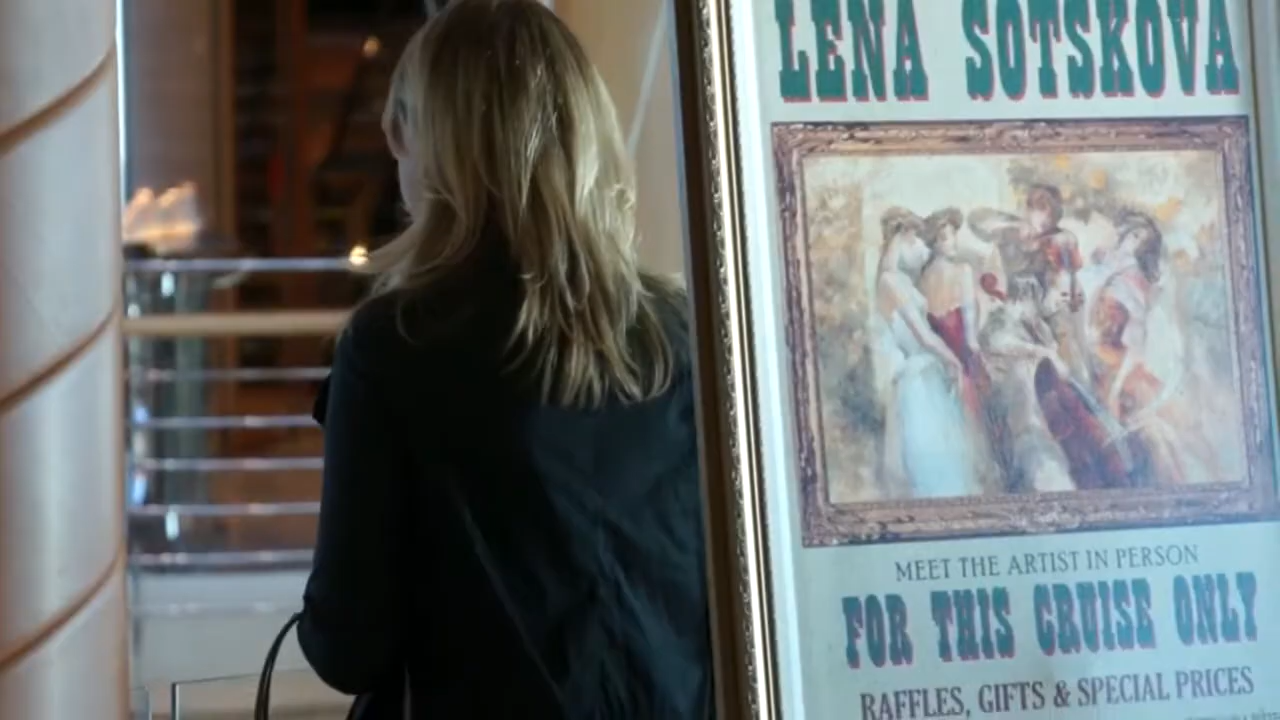 LENA SOTSKOVA
MEET THE ARTIST IN PERSON
FOR THIS CRUISE ONLY
RAFFLES, GIFTS & SPECIAL PRICES